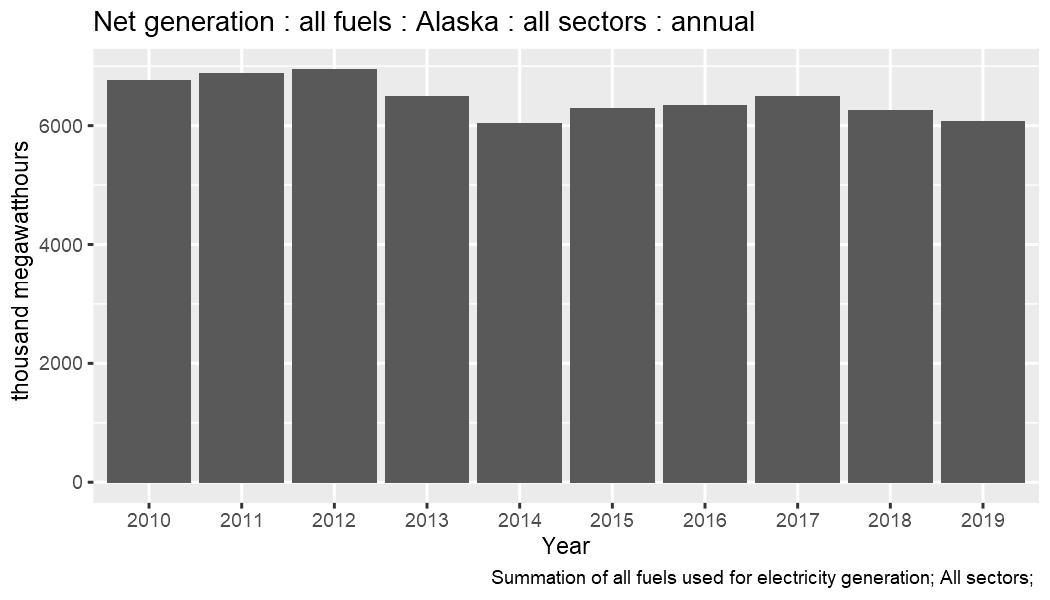 Net generation : all fuels : Alaska : all sectors : annual
thousand megawatthours
6000
4000
2000
0
2010 2011 2012 2013 2014 2015 2016 2017 2018 2019
Year
Summation of all fuels used for electricity generation; All sectors;